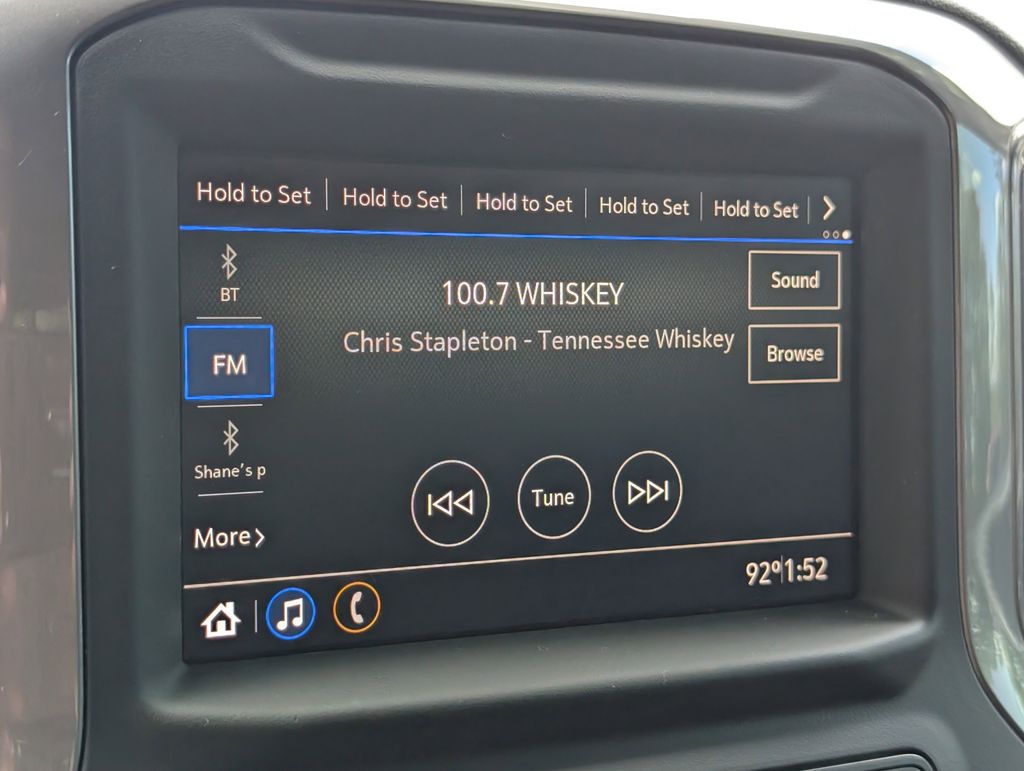 Hold to Set Hold to Set Hold to Set Hold to Set Hold to Set
BT
100.7 WHISKEY
Sound
Chris Stapleton - Tennessee Whiskey
FM
Browse
Shane's p
Tune
More
92º 1:52